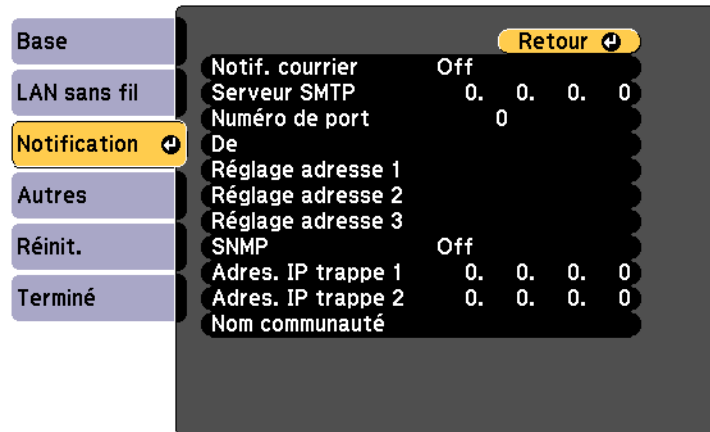 Base
LAN sans fil
Notification
Autres
Réinit.
Terminé
Retour
Notif. courrier Off
Serveur SMTP 0. 0. 0. 0
Numéro de port 0
De
Réglage adresse 1
Réglage adresse 2
Réglage adresse 3
SNMP Off
Adres. IP trappe 1 0. 0. 0. 0
Adres. IP trappe 2 0. 0. 0. 0
Nom communauté